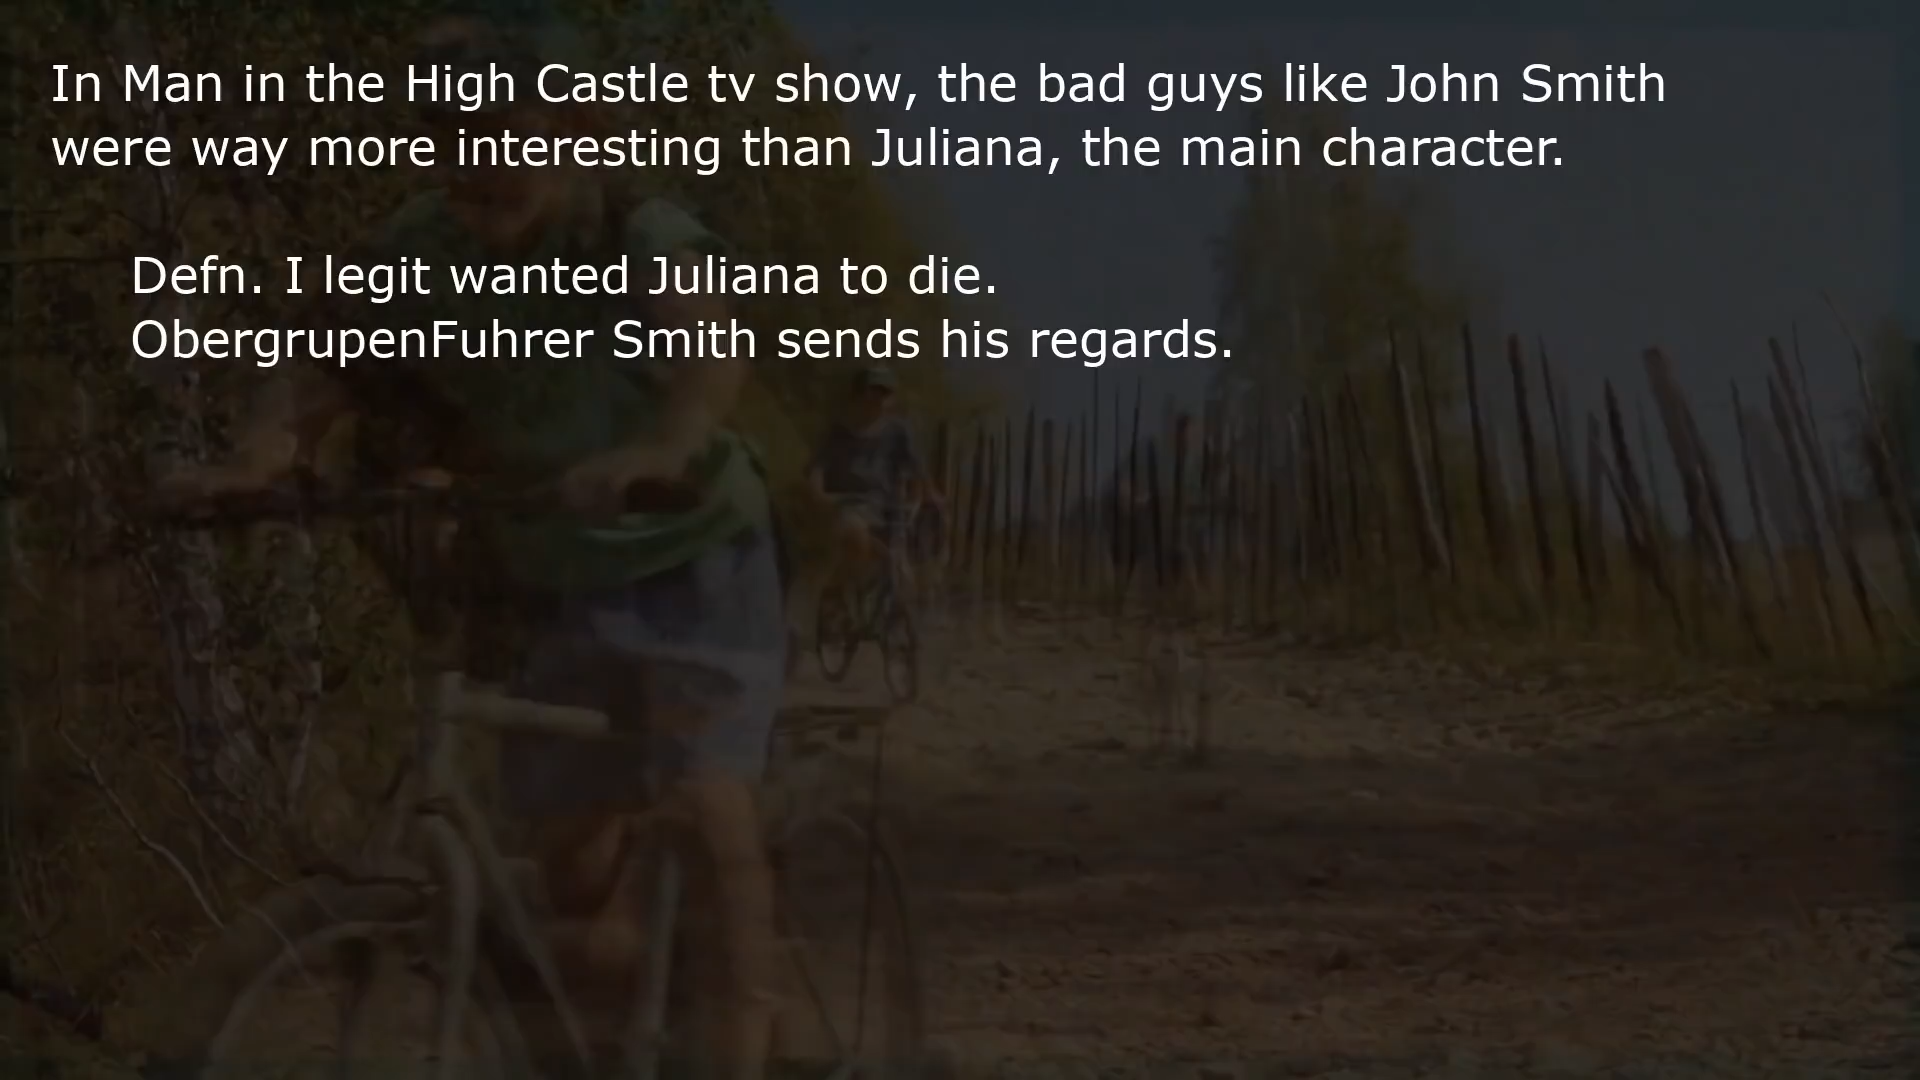 In Man in the High Castle tv show, the bad guys like John Smith
were way more interesting than Juliana, the main character.
Defn. I legit wanted Juliana to die.
ObergrupenFuhrer Smith sends his regards.